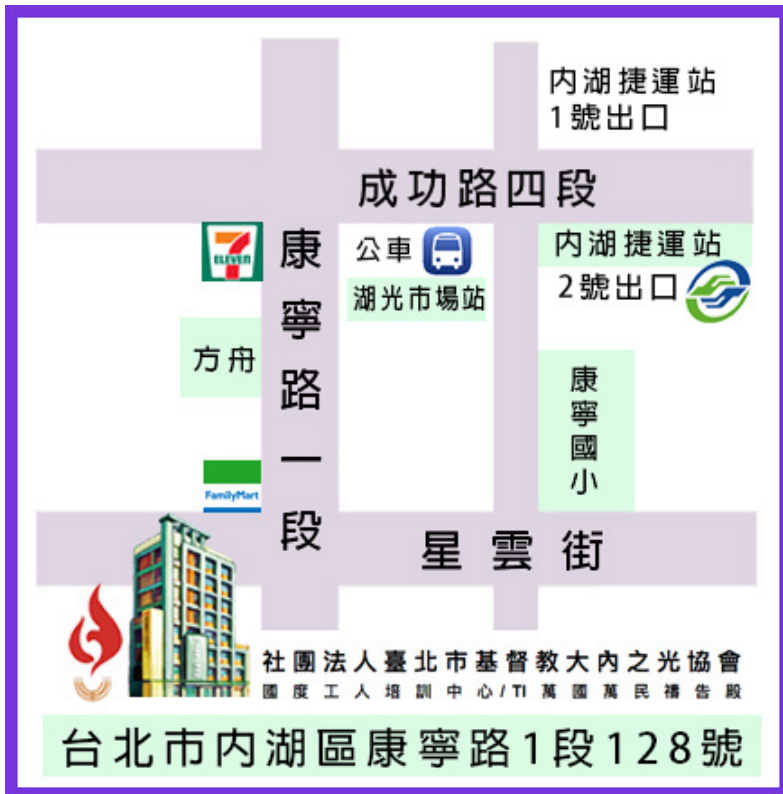 内湖捷運站
1號出口
成功路四段
7
ELEVEN
康寧路一段
公車
湖光市場站
内湖捷運站
2號出口
方舟
康寧國小
FamilyMart
星雲街
社團法人臺北市基督教大內之光協會
國度工人培訓中心/TI萬國萬民禱告殿
台北市内湖區康寧路1段128號